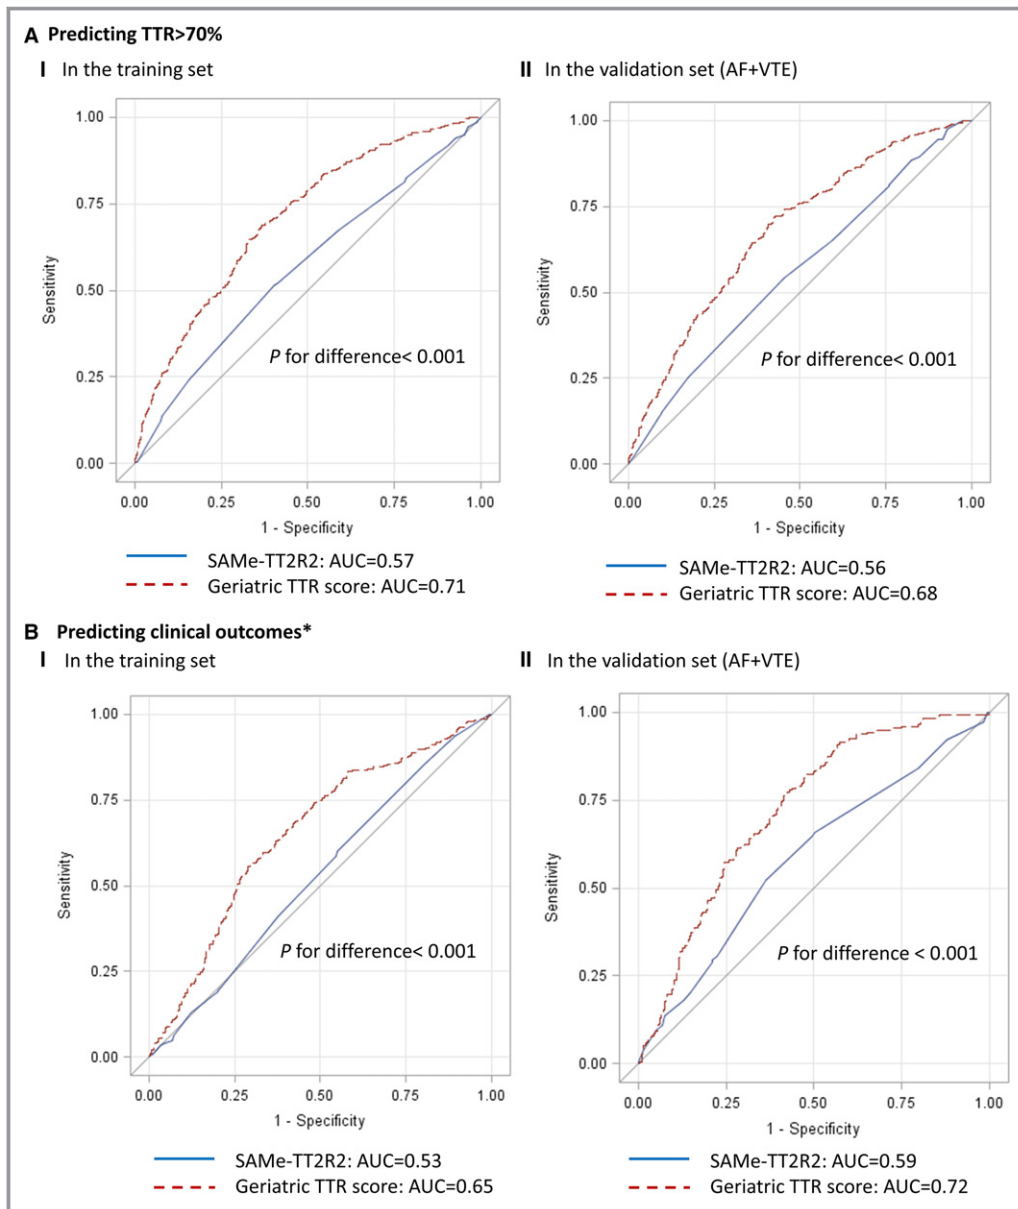 A Predicting TTR>70%
I In the training set
II In the validation set (AF+VTE)
1.00
0.75
0.50
0.25
0.00
Sensitivity
P for difference< 0.001
0.00 0.25 0.50 0.75 1.00
1 - Specificity
SAMe-TT2R2: AUC=0.57
Geriatric TTR score: AUC=0.71
1.00
0.75
0.50
0.25
0.00
Sensitivity
P for difference< 0.001
0.00 0.25 0.50 0.75 1.00
1 - Specificity
SAMe-TT2R2: AUC=0.56
Geriatric TTR score: AUC=0.68
B Predicting clinical outcomes*
I In the training set
II In the validation set (AF+VTE)
1.00
0.75
0.50
0.25
0.00
Sensitivity
P for difference< 0.001
0.00 0.25 0.50 0.75 1.00
1 - Specificity
SAMe-TT2R2: AUC=0.53
Geriatric TTR score: AUC=0.65
1.00
0.75
0.50
0.25
0.00
Sensitivity
P for difference < 0.001
0.00 0.25 0.50 0.75 1.00
1 - Specificity
SAMe-TT2R2: AUC=0.59
Geriatric TTR score: AUC=0.72